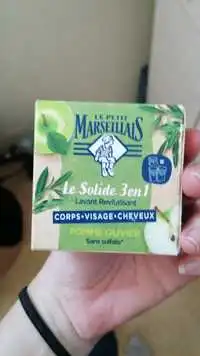 LE PETIT
MARSEILLAIS
Le Solide 3en1
Lavant Revitalisant
CORPS•VISAGE•CHEVEUX
POMME OLIVIER
Sans sulfate*